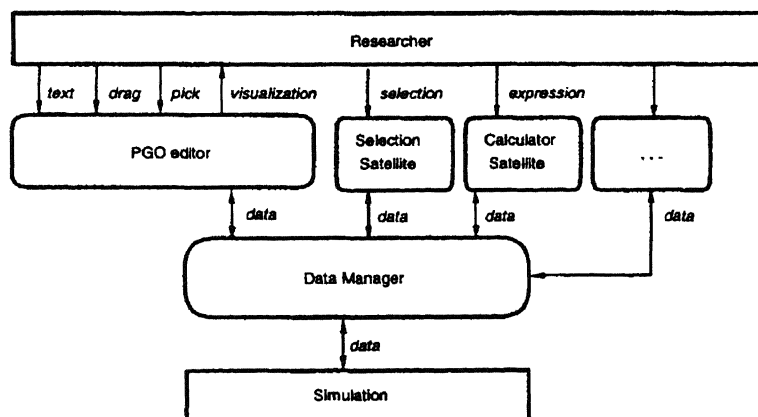 Researcher
text drag pick visualization selection expression
PGO editor
Selection
Satellite
Calculator
Satellite
...
data data data data
Data Manager
data
Simulation